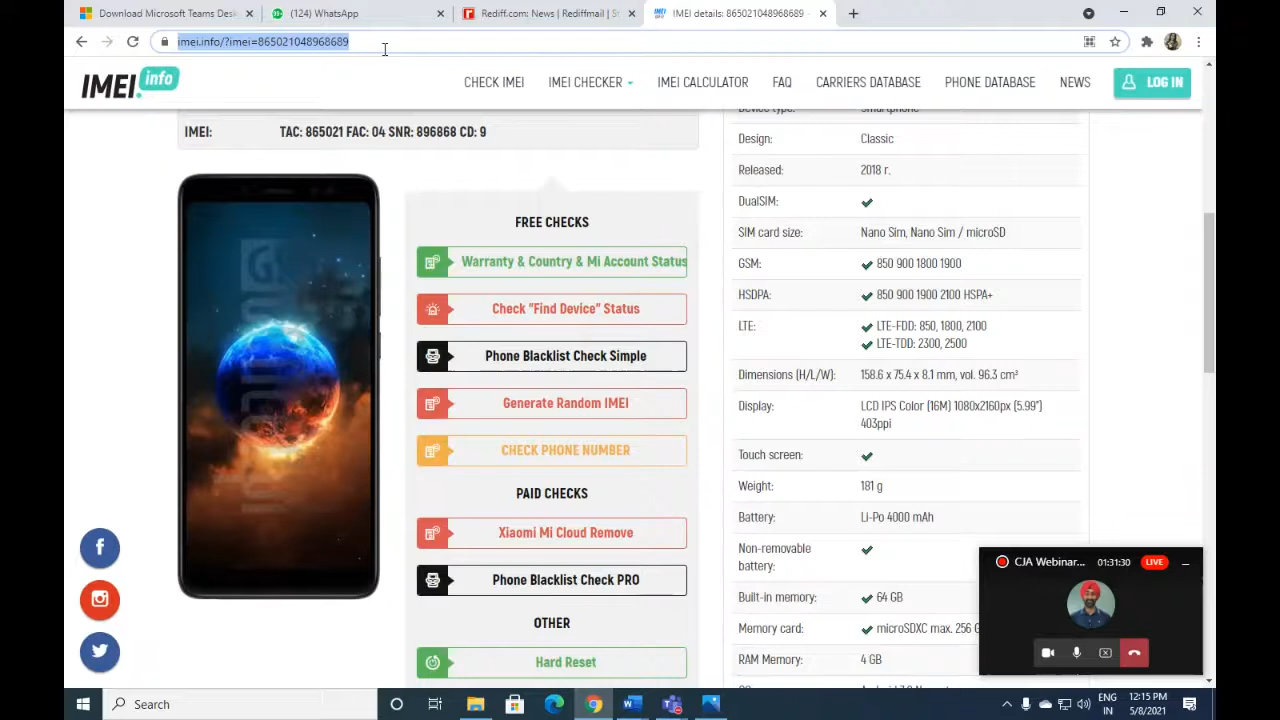 Download Microsoft Teams Desk
(124) WhatsApp
Rediff.com: News | Rediffmail | St
IMEI details: 865021048968689 -
imei.info/?imei=865021048968689
IMEI.info
CHECK IMEI
IMEI CHECKER
IMEI CALCULATOR
FAQ
CARRIERS DATABASE
PHONE DATABASE
NEWS
LOG IN
IMEI: TAC: 865021 FAC: 04 SNR: 896868 CD: 9
FREE CHECKS
Warranty & Country & Mi Account Status
Check "Find Device" Status
Phone Blacklist Check Simple
Generate Random IMEI
CHECK PHONE NUMBER
PAID CHECKS
Xiaomi Mi Cloud Remove
Phone Blacklist Check PRO
OTHER
Hard Reset
Device type: Smartphone
Design: Classic
Released: 2018 r.
DualSIM:
SIM card size: Nano Sim, Nano Sim / microSD
GSM: 850 900 1800 1900
HSDPA: 850 900 1900 2100 HSPA+
LTE: LTE-FDD: 850, 1800, 2100
LTE-TDD: 2300, 2500
Dimensions (H/L/W): 158.6 x 75.4 x 8.1 mm, vol. 96.3 cm³
Display: LCD IPS Color (16M) 1080x2160px (5.99")
403ppi
Touch screen:
Weight: 181 g
Battery: Li-Po 4000 mAh
Non-removable
battery:
Built-in memory: 64 GB
Memory card: microSDXC max. 256 G
RAM Memory: 4 GB
CJA Webinar... 01:31:30 LIVE
Search
ENG
IN
12:15 PM
5/8/2021